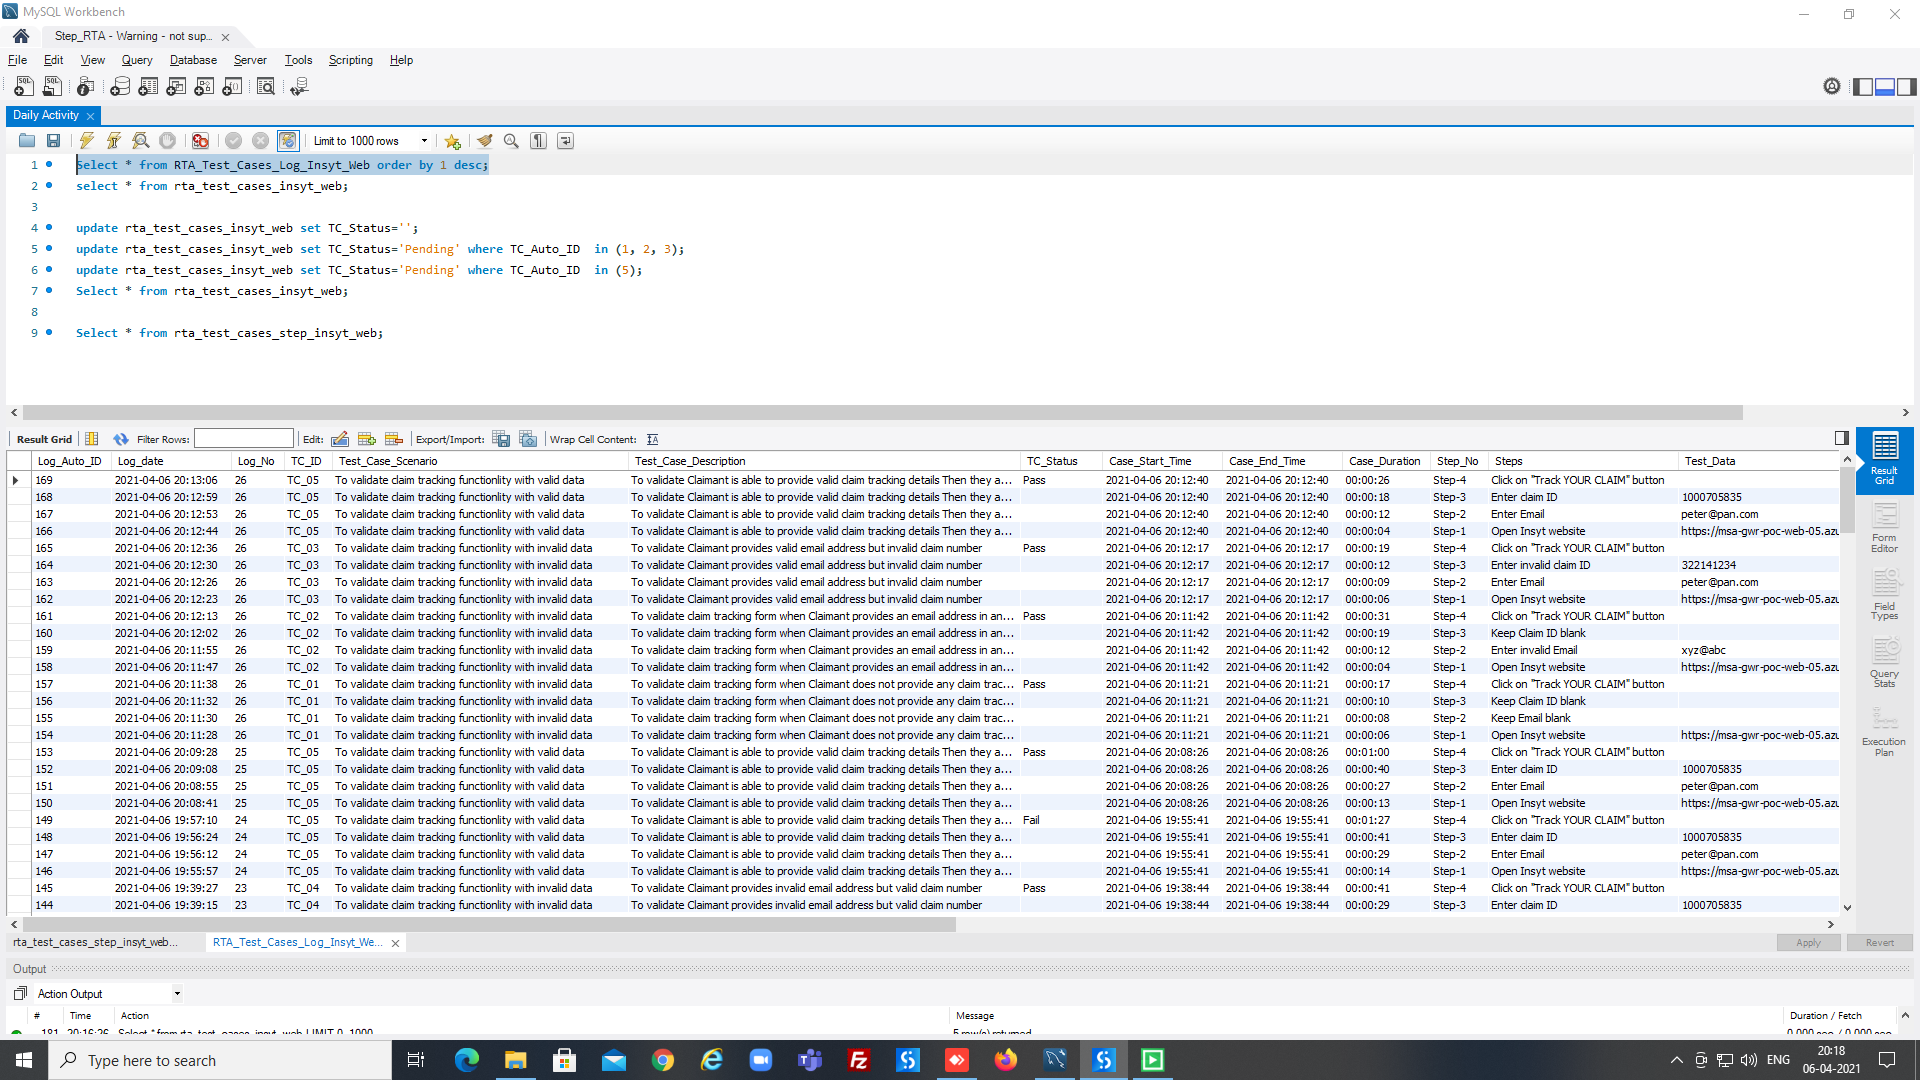 MySQL Workbench
Step_RTA - Warning - not sup...
File Edit View Query Database Server Tools Scripting Help
Daily Activity
Limit to 1000 rows
1 Select * from RTA_Test_Cases_Log_Insyt_Web order by 1 desc;
2 select * from rta_test_cases_insyt_web;
3
4 update rta_test_cases_insyt_web set TC_Status='';
5 update rta_test_cases_insyt_web set TC_Status='Pending' where TC_Auto_ID  in (1, 2, 3);
6 update rta_test_cases_insyt_web set TC_Status='Pending' where TC_Auto_ID  in (5);
7 Select * from rta_test_cases_insyt_web;
8
9 Select * from rta_test_cases_step_insyt_web;
Result Grid Filter Rows: Edit: Export/Import: Wrap Cell Content:
Log_Auto_ID Log_date Log_No TC_ID Test_Case_Scenario Test_Case_Description TC_Status Case_Start_Time Case_End_Time Case_Duration Step_No Steps Test_Data
169 2021-04-06 20:13:06 26 TC_05 To validate claim tracking functionlity with valid data To validate Claimant is able to provide valid claim tracking details Then they a... Pass 2021-04-06 20:12:40 2021-04-06 20:12:40 00:00:26 Step-4 Click on "Track YOUR CLAIM" button
168 2021-04-06 20:12:59 26 TC_05 To validate claim tracking functionlity with valid data To validate Claimant is able to provide valid claim tracking details Then they a... 2021-04-06 20:12:40 2021-04-06 20:12:40 00:00:18 Step-3 Enter claim ID 1000705835
167 2021-04-06 20:12:53 26 TC_05 To validate claim tracking functionlity with valid data To validate Claimant is able to provide valid claim tracking details Then they a... 2021-04-06 20:12:40 2021-04-06 20:12:40 00:00:12 Step-2 Enter Email peter@pan.com
166 2021-04-06 20:12:44 26 TC_05 To validate claim tracking functionlity with valid data To validate Claimant is able to provide valid claim tracking details Then they a... 2021-04-06 20:12:40 2021-04-06 20:12:40 00:00:04 Step-1 Open Insyt website https://msa-gwr-poc-web-05.azu
165 2021-04-06 20:12:36 26 TC_03 To validate claim tracking functionlity with invalid data To validate Claimant provides valid email address but invalid claim number Pass 2021-04-06 20:12:17 2021-04-06 20:12:17 00:00:19 Step-4 Click on "Track YOUR CLAIM" button
164 2021-04-06 20:12:30 26 TC_03 To validate claim tracking functionlity with invalid data To validate Claimant provides valid email address but invalid claim number 2021-04-06 20:12:17 2021-04-06 20:12:17 00:00:12 Step-3 Enter invalid claim ID 322141234
163 2021-04-06 20:12:26 26 TC_03 To validate claim tracking functionlity with invalid data To validate Claimant provides valid email address but invalid claim number 2021-04-06 20:12:17 2021-04-06 20:12:17 00:00:09 Step-2 Enter Email peter@pan.com
162 2021-04-06 20:12:23 26 TC_03 To validate claim tracking functionlity with invalid data To validate Claimant provides valid email address but invalid claim number 2021-04-06 20:12:17 2021-04-06 20:12:17 00:00:06 Step-1 Open Insyt website https://msa-gwr-poc-web-05.azu
161 2021-04-06 20:12:13 26 TC_02 To validate claim tracking functionlity with invalid data To validate claim tracking form when Claimant provides an email address in an... Pass 2021-04-06 20:11:42 2021-04-06 20:11:42 00:00:31 Step-4 Click on "Track YOUR CLAIM" button
160 2021-04-06 20:12:02 26 TC_02 To validate claim tracking functionlity with invalid data To validate claim tracking form when Claimant provides an email address in an... 2021-04-06 20:11:42 2021-04-06 20:11:42 00:00:19 Step-3 Keep Claim ID blank
159 2021-04-06 20:11:55 26 TC_02 To validate claim tracking functionlity with invalid data To validate claim tracking form when Claimant provides an email address in an... 2021-04-06 20:11:42 2021-04-06 20:11:42 00:00:12 Step-2 Enter invalid Email xyz@abc
158 2021-04-06 20:11:47 26 TC_02 To validate claim tracking functionlity with invalid data To validate claim tracking form when Claimant provides an email address in an... 2021-04-06 20:11:42 2021-04-06 20:11:42 00:00:04 Step-1 Open Insyt website https://msa-gwr-poc-web-05.azu
157 2021-04-06 20:11:38 26 TC_01 To validate claim tracking functionlity with invalid data To validate claim tracking form when Claimant does not provide any claim trac... Pass 2021-04-06 20:11:21 2021-04-06 20:11:21 00:00:17 Step-4 Click on "Track YOUR CLAIM" button
156 2021-04-06 20:11:32 26 TC_01 To validate claim tracking functionlity with invalid data To validate claim tracking form when Claimant does not provide any claim trac... 2021-04-06 20:11:21 2021-04-06 20:11:21 00:00:10 Step-3 Keep Claim ID blank
155 2021-04-06 20:11:30 26 TC_01 To validate claim tracking functionlity with invalid data To validate claim tracking form when Claimant does not provide any claim trac... 2021-04-06 20:11:21 2021-04-06 20:11:21 00:00:08 Step-2 Keep Email blank
154 2021-04-06 20:11:28 26 TC_01 To validate claim tracking functionlity with invalid data To validate claim tracking form when Claimant does not provide any claim trac... 2021-04-06 20:11:21 2021-04-06 20:11:21 00:00:06 Step-1 Open Insyt website https://msa-gwr-poc-web-05.azu
153 2021-04-06 20:09:28 25 TC_05 To validate claim tracking functionlity with valid data To validate Claimant is able to provide valid claim tracking details Then they a... Pass 2021-04-06 20:08:26 2021-04-06 20:08:26 00:01:00 Step-4 Click on "Track YOUR CLAIM" button
152 2021-04-06 20:09:08 25 TC_05 To validate claim tracking functionlity with valid data To validate Claimant is able to provide valid claim tracking details Then they a... 2021-04-06 20:08:26 2021-04-06 20:08:26 00:00:40 Step-3 Enter claim ID 1000705835
151 2021-04-06 20:08:55 25 TC_05 To validate claim tracking functionlity with valid data To validate Claimant is able to provide valid claim tracking details Then they a... 2021-04-06 20:08:26 2021-04-06 20:08:26 00:00:27 Step-2 Enter Email peter@pan.com
150 2021-04-06 20:08:41 25 TC_05 To validate claim tracking functionlity with valid data To validate Claimant is able to provide valid claim tracking details Then they a... 2021-04-06 20:08:26 2021-04-06 20:08:26 00:00:13 Step-1 Open Insyt website https://msa-gwr-poc-web-05.azu
149 2021-04-06 19:57:10 24 TC_05 To validate claim tracking functionlity with valid data To validate Claimant is able to provide valid claim tracking details Then they a... Fail 2021-04-06 19:55:41 2021-04-06 19:55:41 00:01:27 Step-4 Click on "Track YOUR CLAIM" button
148 2021-04-06 19:56:24 24 TC_05 To validate claim tracking functionlity with valid data To validate Claimant is able to provide valid claim tracking details Then they a... 2021-04-06 19:55:41 2021-04-06 19:55:41 00:00:41 Step-3 Enter claim ID 1000705835
147 2021-04-06 19:56:12 24 TC_05 To validate claim tracking functionlity with valid data To validate Claimant is able to provide valid claim tracking details Then they a... 2021-04-06 19:55:41 2021-04-06 19:55:41 00:00:29 Step-2 Enter Email peter@pan.com
146 2021-04-06 19:55:57 24 TC_05 To validate claim tracking functionlity with valid data To validate Claimant is able to provide valid claim tracking details Then they a... 2021-04-06 19:55:41 2021-04-06 19:55:41 00:00:14 Step-1 Open Insyt website https://msa-gwr-poc-web-05.azu
145 2021-04-06 19:39:27 23 TC_04 To validate claim tracking functionlity with invalid data To validate Claimant provides invalid email address but valid claim number Pass 2021-04-06 19:38:44 2021-04-06 19:38:44 00:00:41 Step-4 Click on "Track YOUR CLAIM" button
144 2021-04-06 19:39:15 23 TC_04 To validate claim tracking functionlity with invalid data To validate Claimant provides invalid email address but valid claim number 2021-04-06 19:38:44 2021-04-06 19:38:44 00:00:29 Step-3 Enter claim ID 1000705835
Result
Grid
Form
Editor
Field
Types
Query
Stats
Execution
Plan
rta_test_cases_step_insyt_web... RTA_Test_Cases_Log_Insyt_We... Apply Revert
Output
Action Output
# Time Action Message Duration / Fetch
181 20:16:26 Select * from rta_test_cases_insyt_web LIMIT 0, 1000 5 row(s) returned 0.000 sec / 0.000 sec
Type here to search
ENG
20:18
06-04-2021